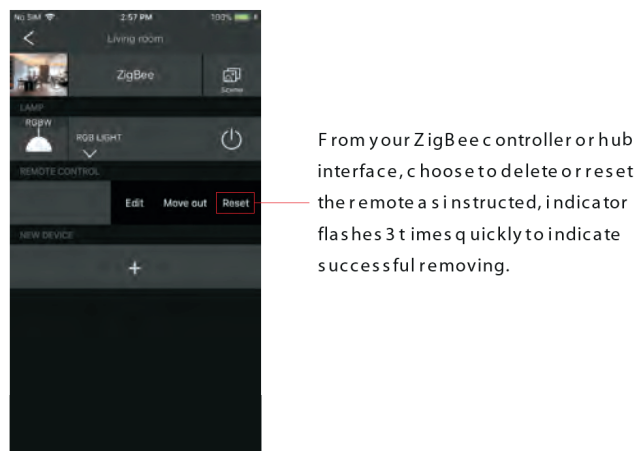 No SIM 2:57 PM 100%
Living room
ZigBee
Scene
LAMP
RGBW
RGB LIGHT
REMOTE CONTROL
Edit Move out Reset
NEW DEVICE
+
From your ZigBee controller or hub
interface, choose to delete or reset
the remote as instructed, indicator
flashes 3 times quickly to indicate
successful removing.